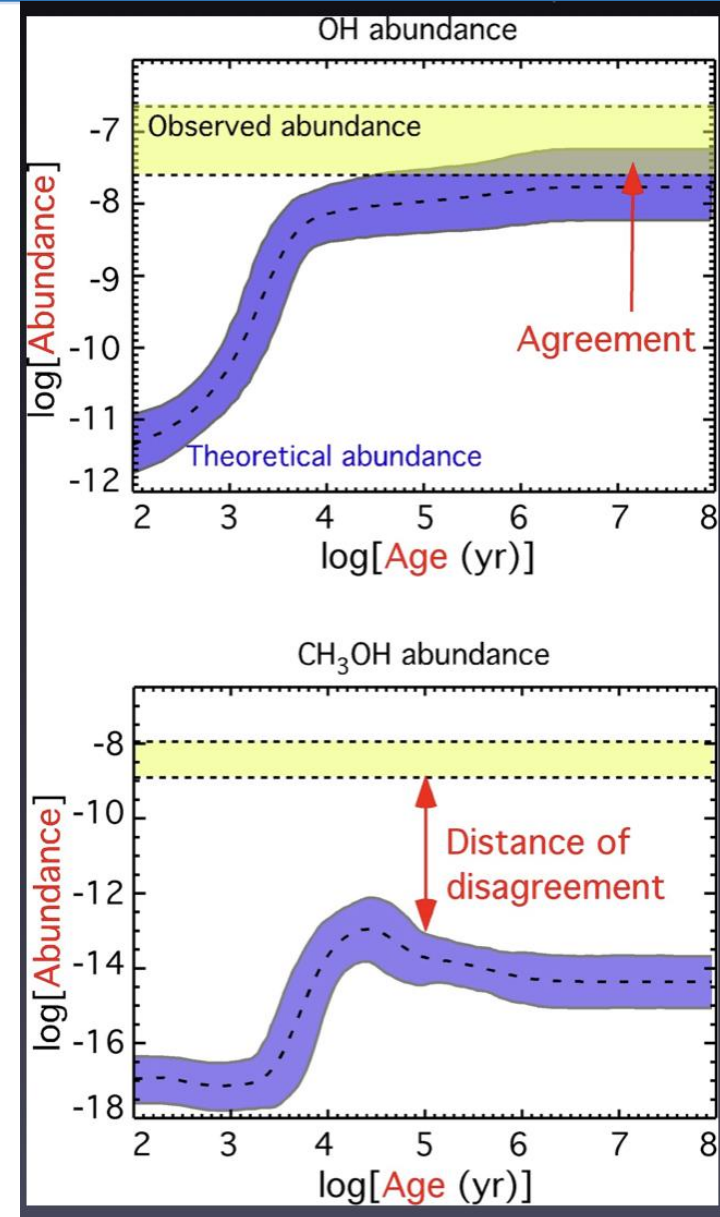 OH abundance
-7
Observed abundance
-8
-9
-10
Agreement
-11
Theoretical abundance
-12
log[Abundance]
2 3 4 5 6 7 8
log[Age (yr)]
CH₃OH abundance
-8
-10
Distance of
disagreement
-12
-14
-16
-18
log[Abundance]
2 3 4 5 6 7 8
log[Age (yr)]